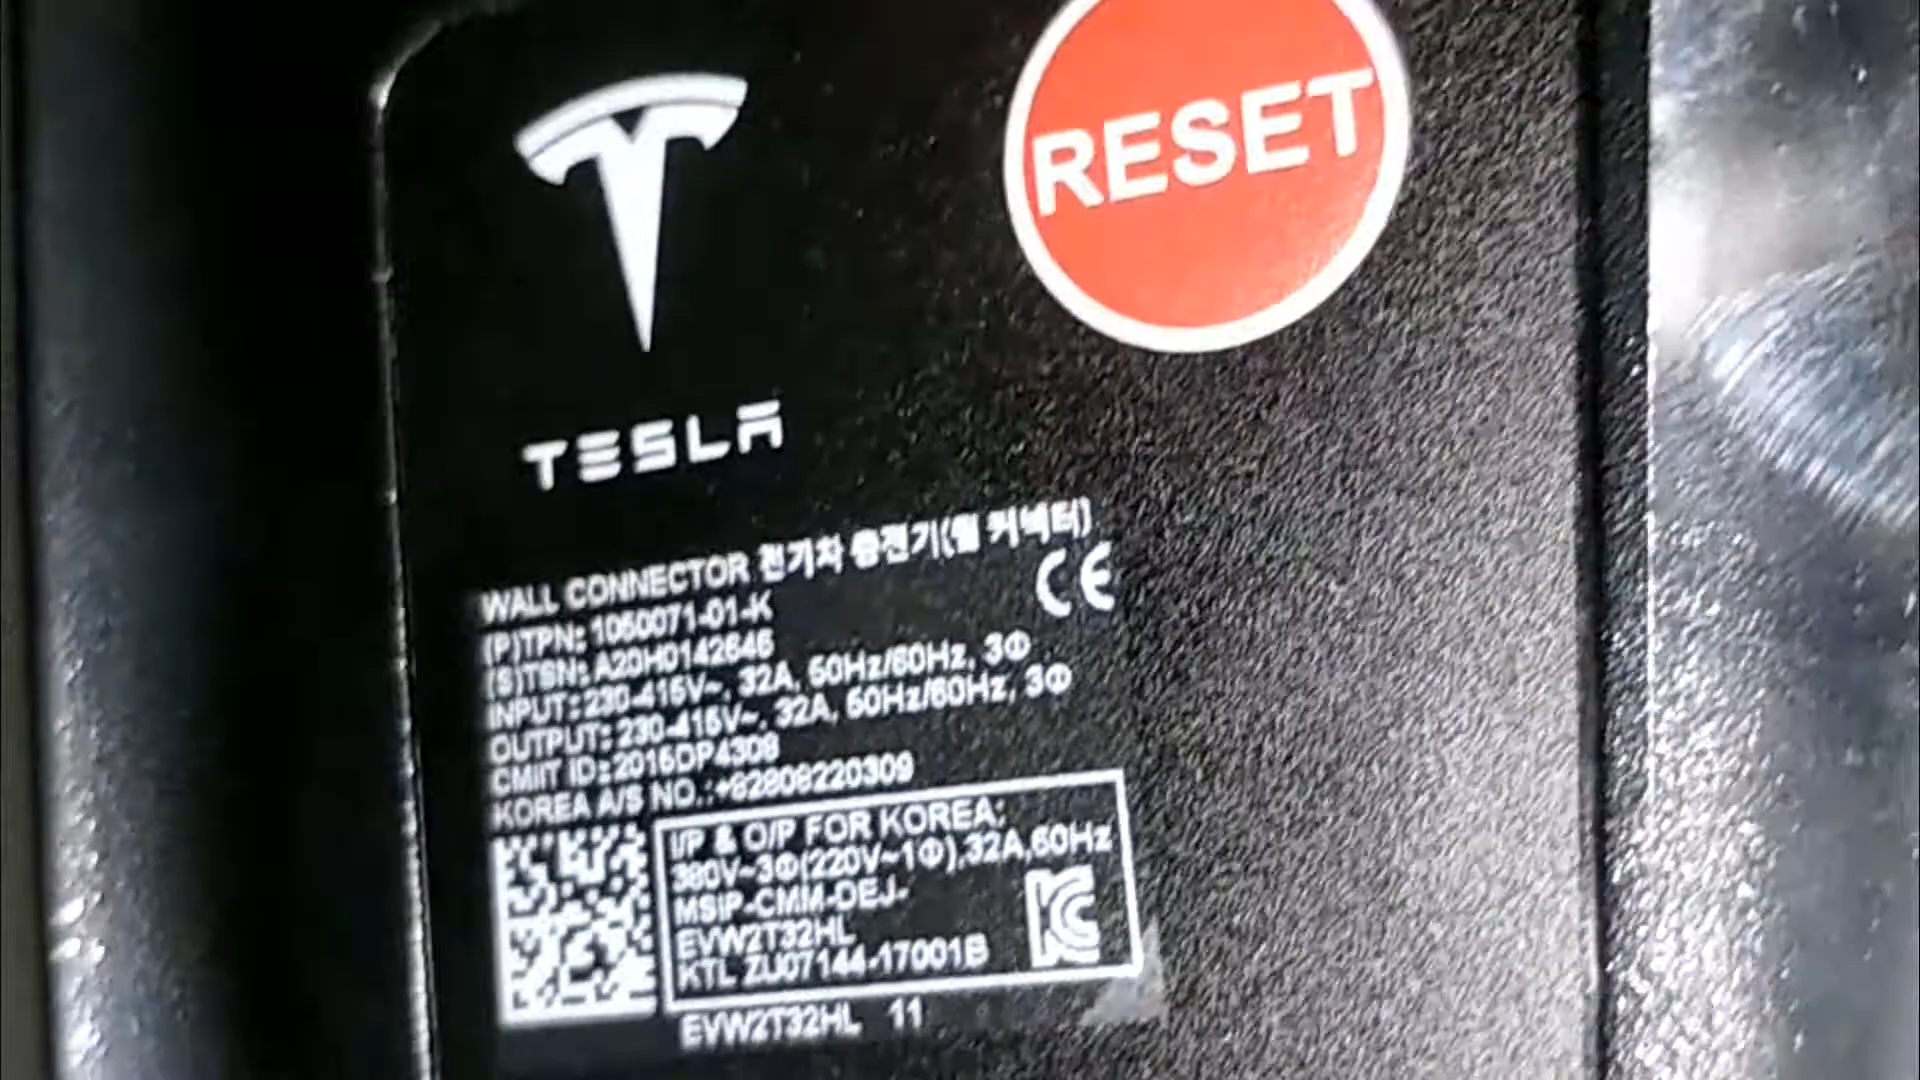 RESET
TESLA
WALL CONNECTOR 전기차 충전기(월 커넥터)
CE
(P)TPN: 1050071-01-K
(S)TSN: A20H0142646
INPUT: 230-415V~, 32A, 50Hz/60Hz, 3Φ
OUTPUT: 230-415V~, 32A, 50Hz/60Hz, 3Φ
CMIIT ID: 2016DP4308
KOREA A/S NO.:+82808220309
I/P & O/P FOR KOREA:
380V~3Φ(220V~1Φ),32A,60Hz
MSIP-CMM-OEJ-
EVW2T32HL
KTL ZU07144-17001B
EVW2T32HL 11